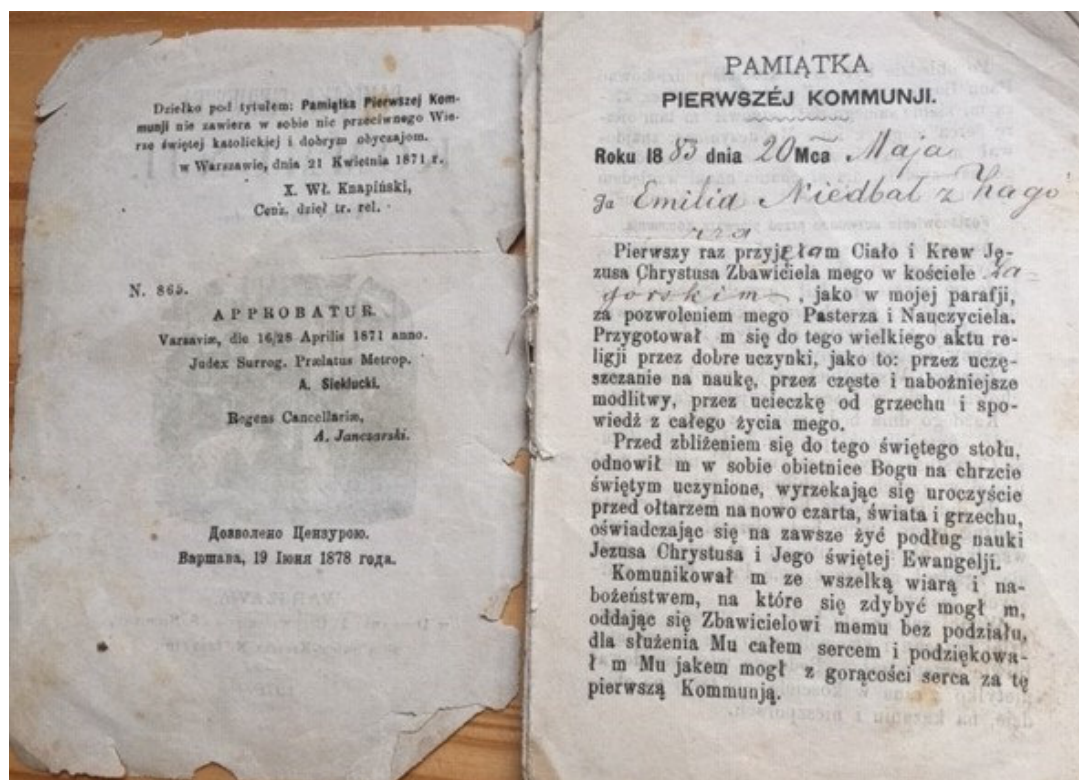 Dziełko pod tytułem: Pamiątka Pierwszej Kom-
munji nie zawiera w sobie nic przeciwnego Wie-
rze świętej katolickiej i dobrym obyczajom.
w Warszawie, dnia 21 Kwietnia 1871 r.
X. Wł. Knapiński,
Cenz. dzieł tr. rel.
N. 865.
APPROBATUR.
Varsaviæ, die 16/28 Aprilis 1871 anno.
Judex Surrog. Prælatus Metrop.
A. Sieklucki.
Regens Cancellariæ,
A. Janczarski.
Дозволено Цензурою.
Варшава, 19 Іюня 1878 года.
PAMIĄTKA
PIERWSZÉJ KOMMUNJI.
Roku 1883 dnia 20 Mca Maja
Ja Emilia Niedbał z Zagó
rza
Pierwszy raz przyjęłam Ciało i Krew Je-
zusa Chrystusa Zbawiciela mego w kościele Za-
górskim, jako w mojej parafji,
za pozwoleniem mego Pasterza i Nauczyciela.
Przygotował m się do tego wielkiego aktu re-
ligji przez dobre uczynki, jako to: przez uczę-
szczanie na naukę, przez częste i nabożniejsze
modlitwy, przez ucieczkę od grzechu i spo-
wiedź z całego życia mego.
Przed zbliżeniem się do tego świętego stołu,
odnowił m w sobie obietnice Bogu na chrzcie
świętym uczynione, wyrzekając się uroczyście
przed ołtarzem na nowo czarta, świata i grzechu,
oświadczając się na zawsze żyć podług nauki
Jezusa Chrystusa i Jego świętej Ewangelji.
Komunikował m ze wszelką wiarą i na-
bożeństwem, na które się zdybyć mogł m,
oddając się Zbawicielowi memu bez podziału,
dla służenia Mu całem sercem i podziękowa-
ł m Mu jakem mogł z gorącości serca za tę
pierwszą Kommunją.